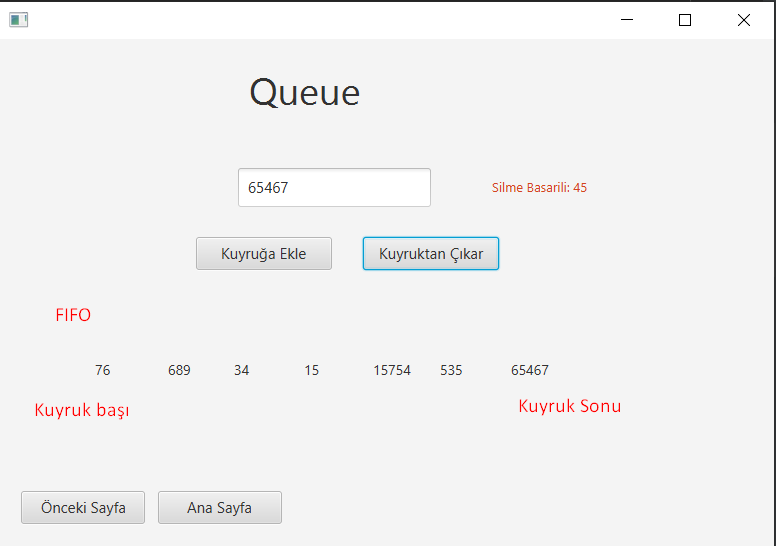 Queue
65467
Silme Basarili: 45
Kuyruğa Ekle
Kuyruktan Çıkar
FIFO
76 689 34 15 15754 535 65467
Kuyruk başı
Kuyruk Sonu
Önceki Sayfa
Ana Sayfa